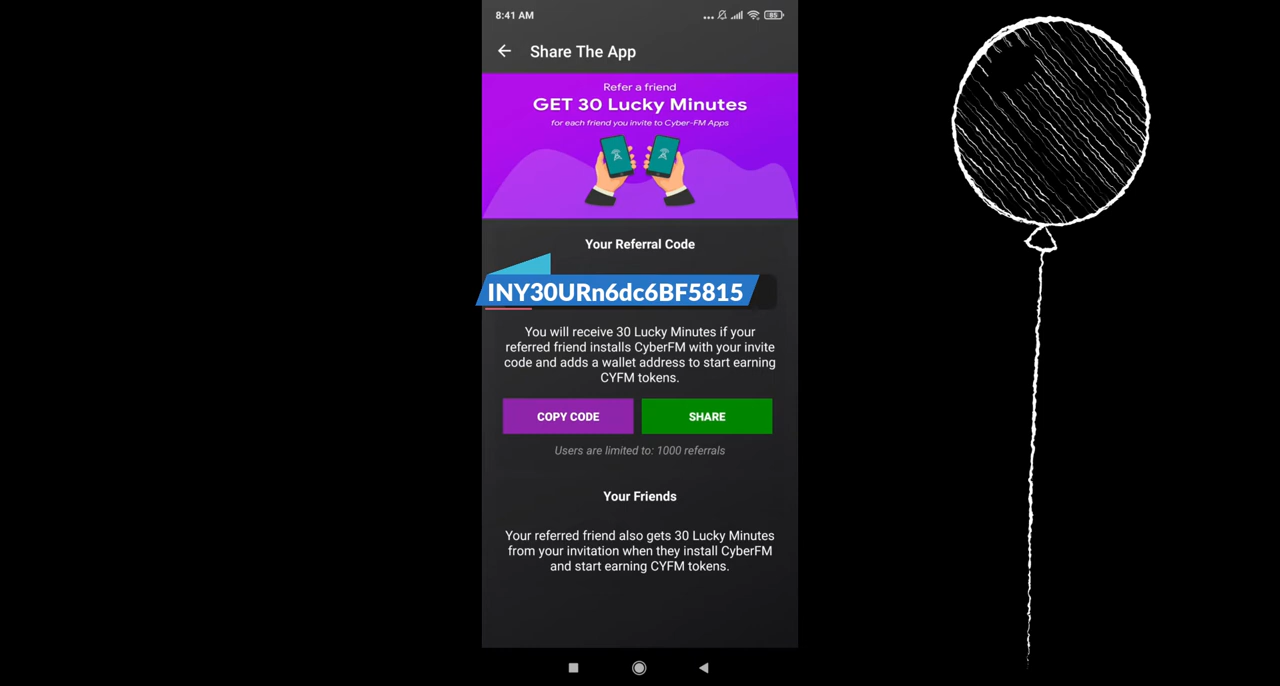 8:41 AM
85
Share The App
Refer a friend
GET 30 Lucky Minutes
for each friend you invite to Cyber-FM Apps
Your Referral Code
INY30URn6dc6BF5815
You will receive 30 Lucky Minutes if your
referred friend installs CyberFM with your invite
code and adds a wallet address to start earning
CYFM tokens.
COPY CODE
SHARE
Users are limited to: 1000 referrals
Your Friends
Your referred friend also gets 30 Lucky Minutes
from your invitation when they install CyberFM
and start earning CYFM tokens.